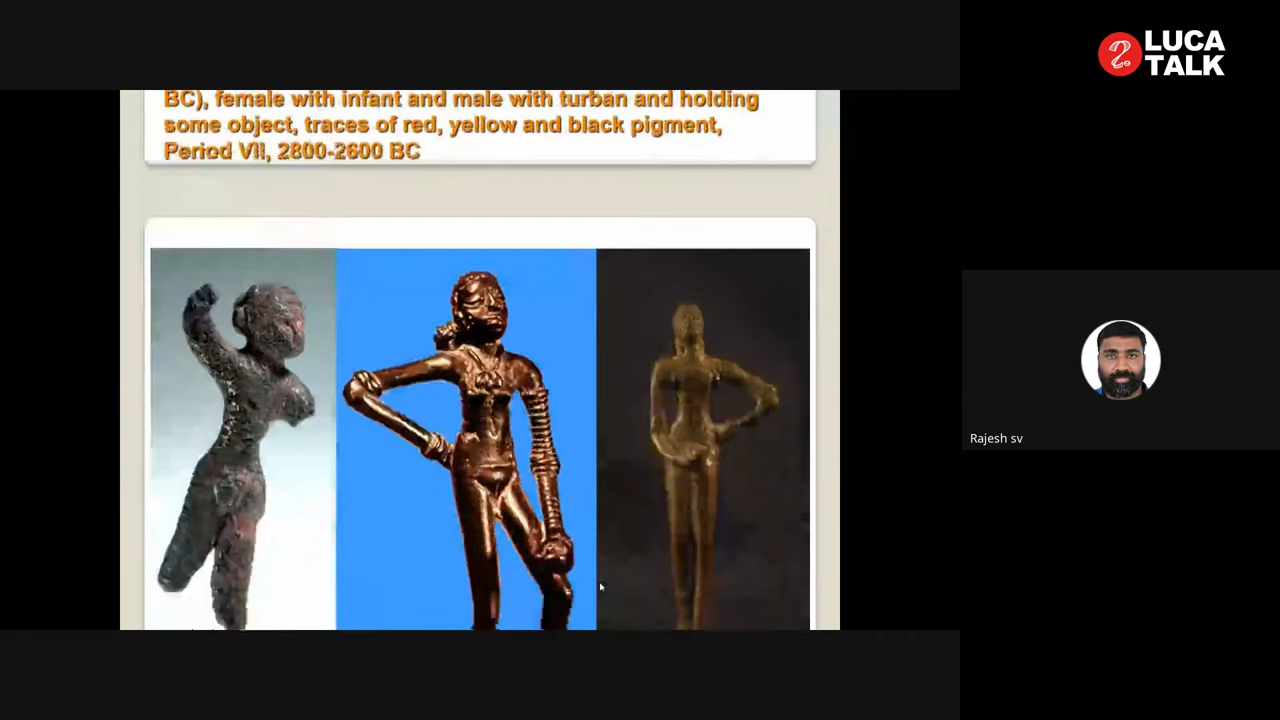 LUCA
TALK
BC), female with infant and male with turban and holding
some object, traces of red, yellow and black pigment,
Period VII, 2800-2600 BC
Rajesh sv